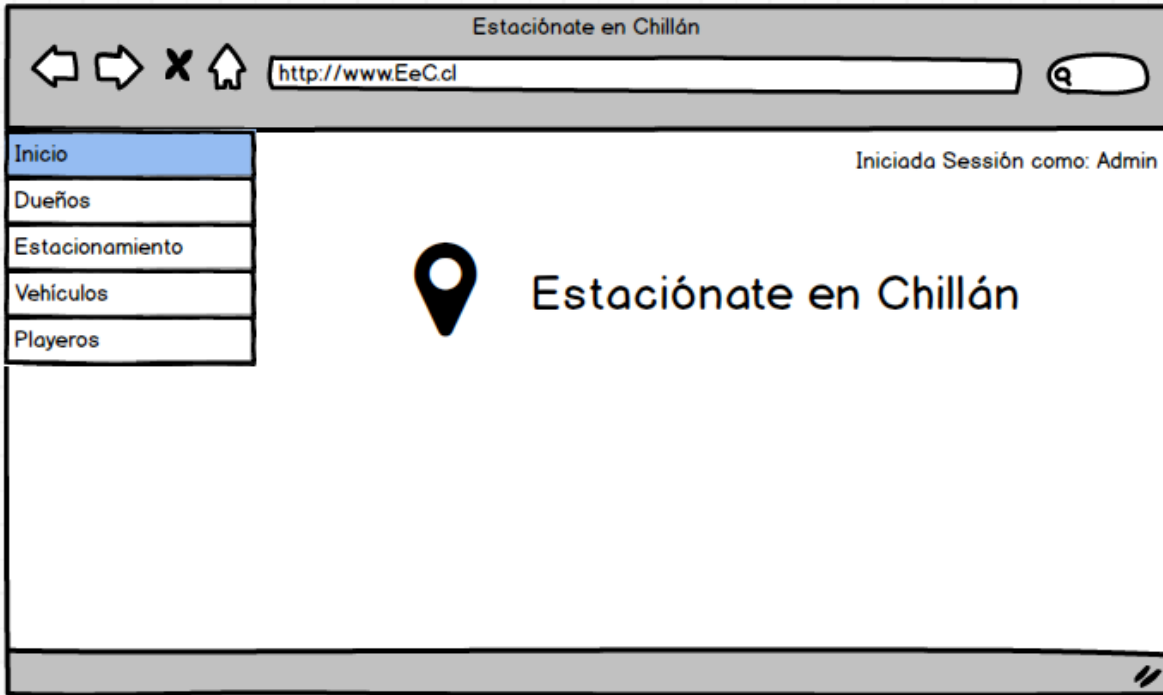 Estaciónate en Chillán
http://www.EeC.cl
Inicio
Iniciada Sessión como: Admin
Dueños
Estacionamiento
Vehículos
Playeros
Estaciónate en Chillán